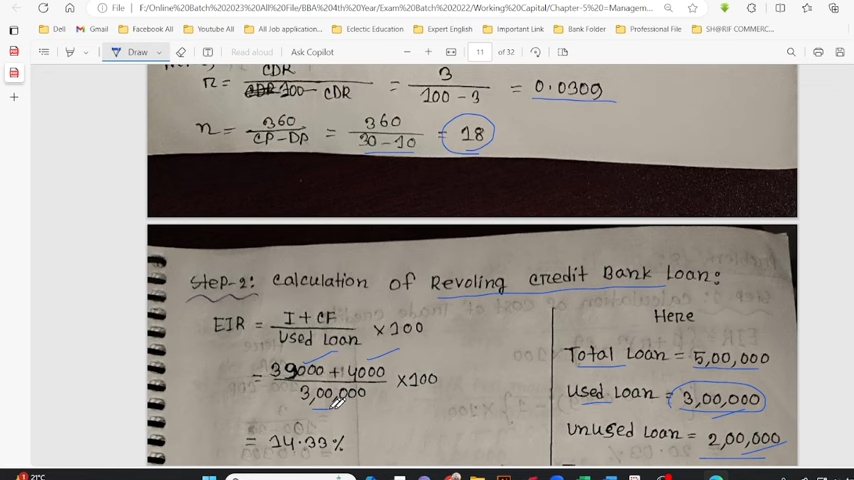 File | F:/Online%20Batch%202023%20All%20File/BBA%204th%20Year/Exam%20Batch%202022/Working%20Capital/Chapter-5%20=%20Managem...
Gmail Facebook All Youtube All All Job application... Eclectic Education Expert English Important Link Bank Folder Professional File SH@RIF COMMERC...
Draw Read aloud Ask Copilot 11 of 32
n = CDR / 100 - CDR = 3 / 100 - 3 = 0.0309
n = 360 / CP - DP = 360 / 30 - 10 = 18
Step-2: calculation of Revoling credit Bank Loan:
EIR = I + CF / used Loan × 100
= 39000 + 4000 / 3,00,000 × 100
= 14.33%
Here
Total Loan = 5,00,000
used Loan = 3,00,000
unused Loan = 2,00,000
21°C